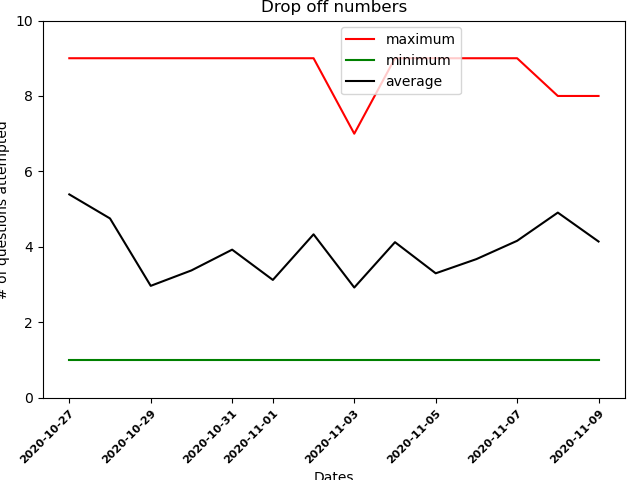 Drop off numbers
maximum
minimum
average
# of questions attempted
10
8
6
4
2
0
2020-10-27
2020-10-29
2020-10-31
2020-11-01
2020-11-03
2020-11-05
2020-11-07
2020-11-09
Dates